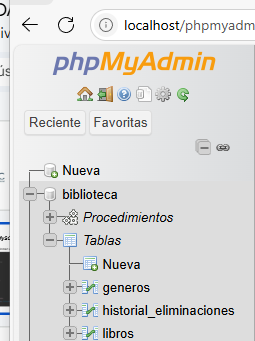 localhost/phpmyadm
phpMyAdmin
Reciente Favoritas
Nueva
biblioteca
Procedimientos
Tablas
Nueva
generos
historial_eliminaciones
libros